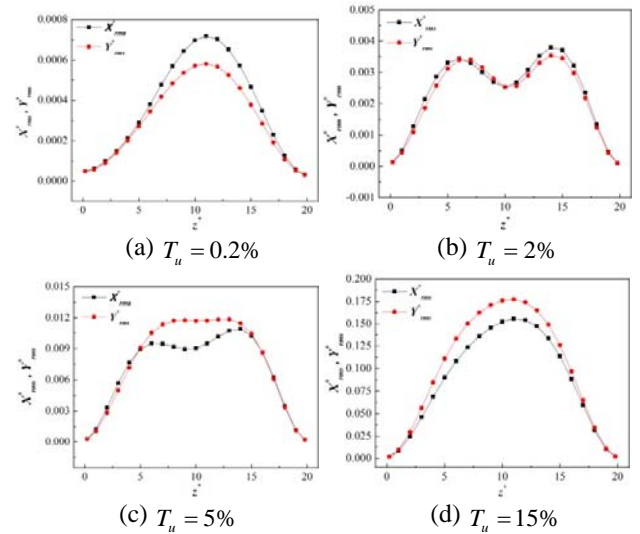 0.0008
0.0006
0.0004
0.0002
0.0000
X*rms
Y*rms
X*rms, Y*rms
0 5 10 15 20
z*
(a) Tu = 0.2%
0.005
0.004
0.003
0.002
0.001
0.000
-0.001
X*rms
Y*rms
X*rms, Y*rms
0 5 10 15 20
z*
(b) Tu = 2%
0.015
0.012
0.009
0.006
0.003
0.000
X*rms
Y*rms
X*rms, Y*rms
0 5 10 15 20
z*
(c) Tu = 5%
0.200
0.175
0.150
0.125
0.100
0.075
0.050
0.025
0.000
X*rms
Y*rms
X*rms, Y*rms
0 5 10 15 20
z*
(d) Tu = 15%